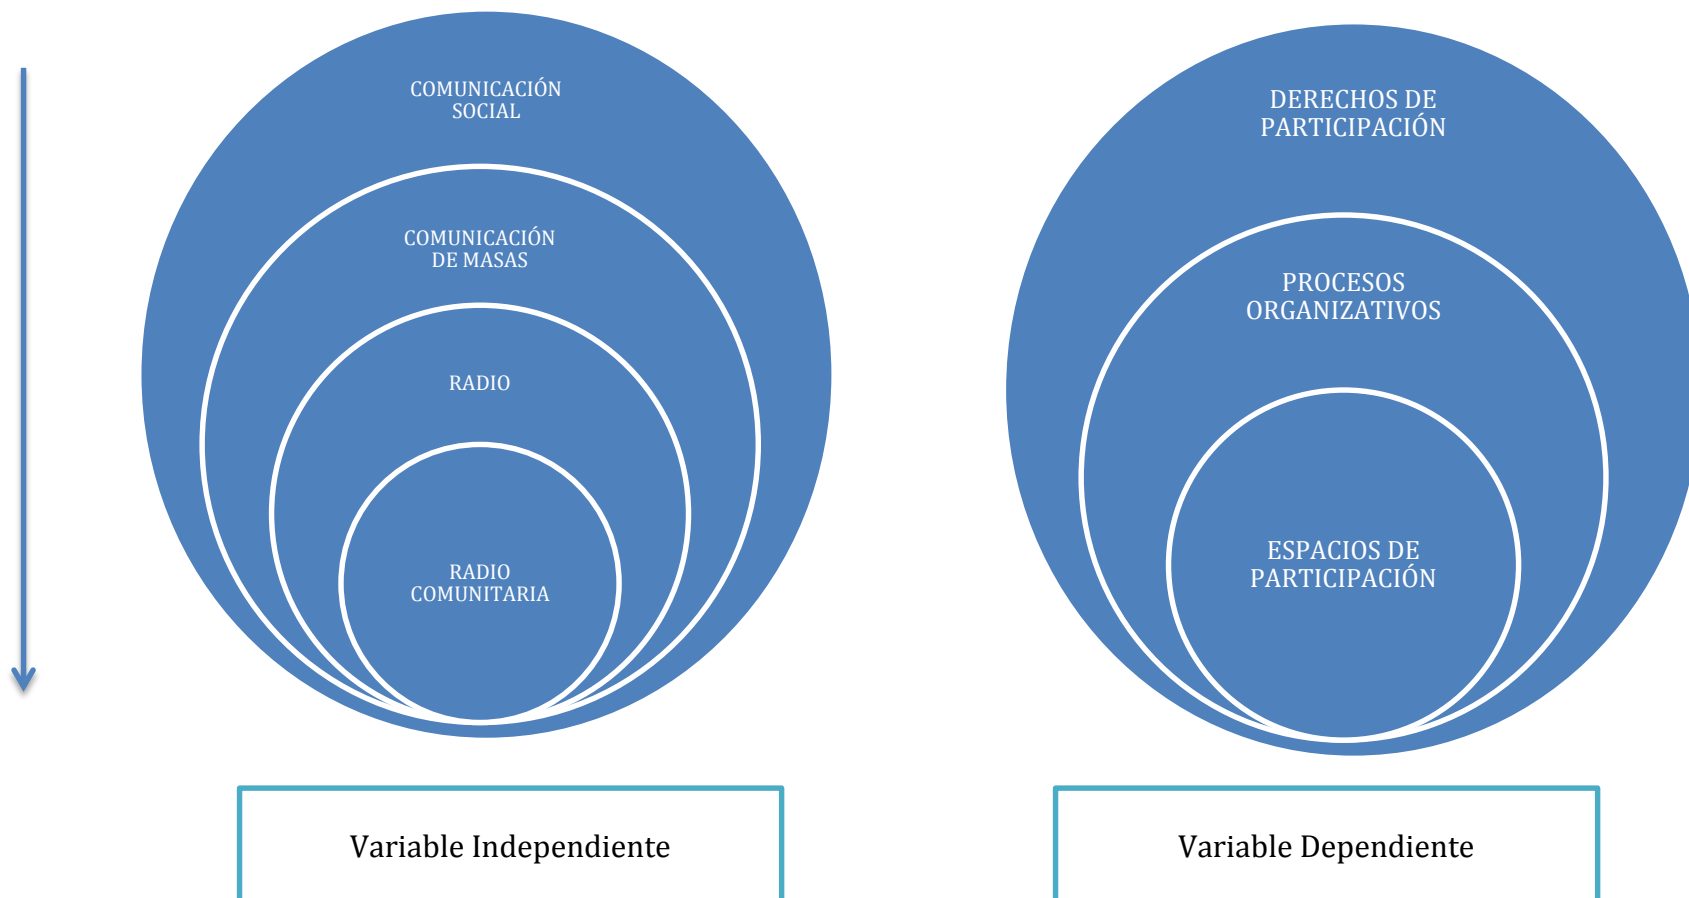 COMUNICACIÓN
SOCIAL
COMUNICACIÓN
DE MASAS
RADIO
RADIO
COMUNITARIA
Variable Independiente
DERECHOS DE
PARTICIPACIÓN
PROCESOS
ORGANIZATIVOS
ESPACIOS DE
PARTICIPACIÓN
Variable Dependiente